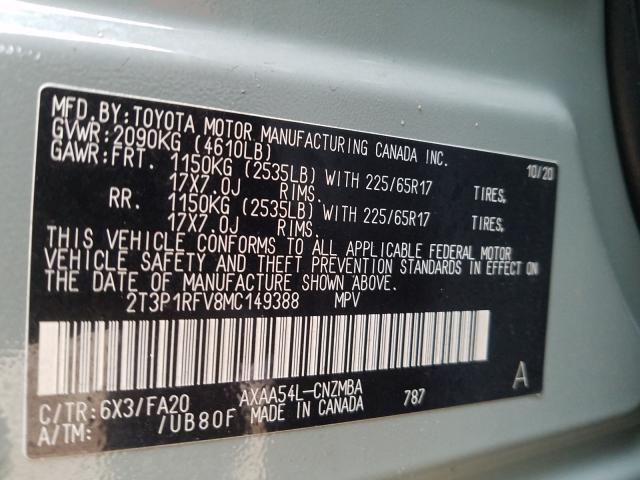 MFD.BY:TOYOTA MOTOR MANUFACTURING CANADA INC.
GVWR:2090KG (4610LB) 10/20
GAWR:FRT. 1150KG (2535LB) WITH 225/65R17 TIRES,
17X7.0J RIMS.
RR. 1150KG (2535LB) WITH 225/65R17 TIRES,
17X7.0J RIMS.
THIS VEHICLE CONFORMS TO ALL APPLICABLE FEDERAL MOTOR
VEHICLE SAFETY AND THEFT PREVENTION STANDARDS IN EFFECT ON
THE DATE OF MANUFACTURE SHOWN ABOVE.
2T3P1RFV8MC149388 MPV
A
C/TR:6X3/FA20 AXAA54L-CNZMBA 787
A/TM: /UB80F MADE IN CANADA